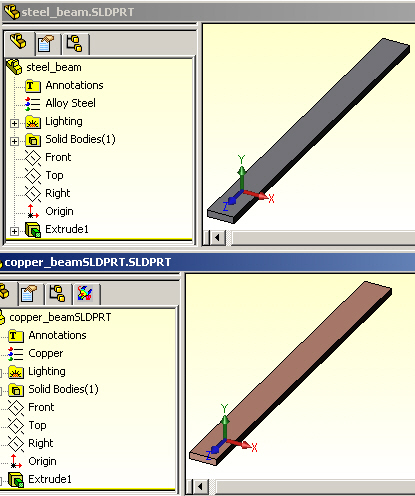 steel_beam.SLDPRT
steel_beam
Annotations
Alloy Steel
Lighting
Solid Bodies(1)
Front
Top
Right
Origin
Extrude1
Y
X
Z
copper_beamSLDPRT.SLDPRT
copper_beamSLDPRT
Annotations
Copper
Lighting
Solid Bodies(1)
Front
Top
Right
Origin
Extrude1
Y
X
Z